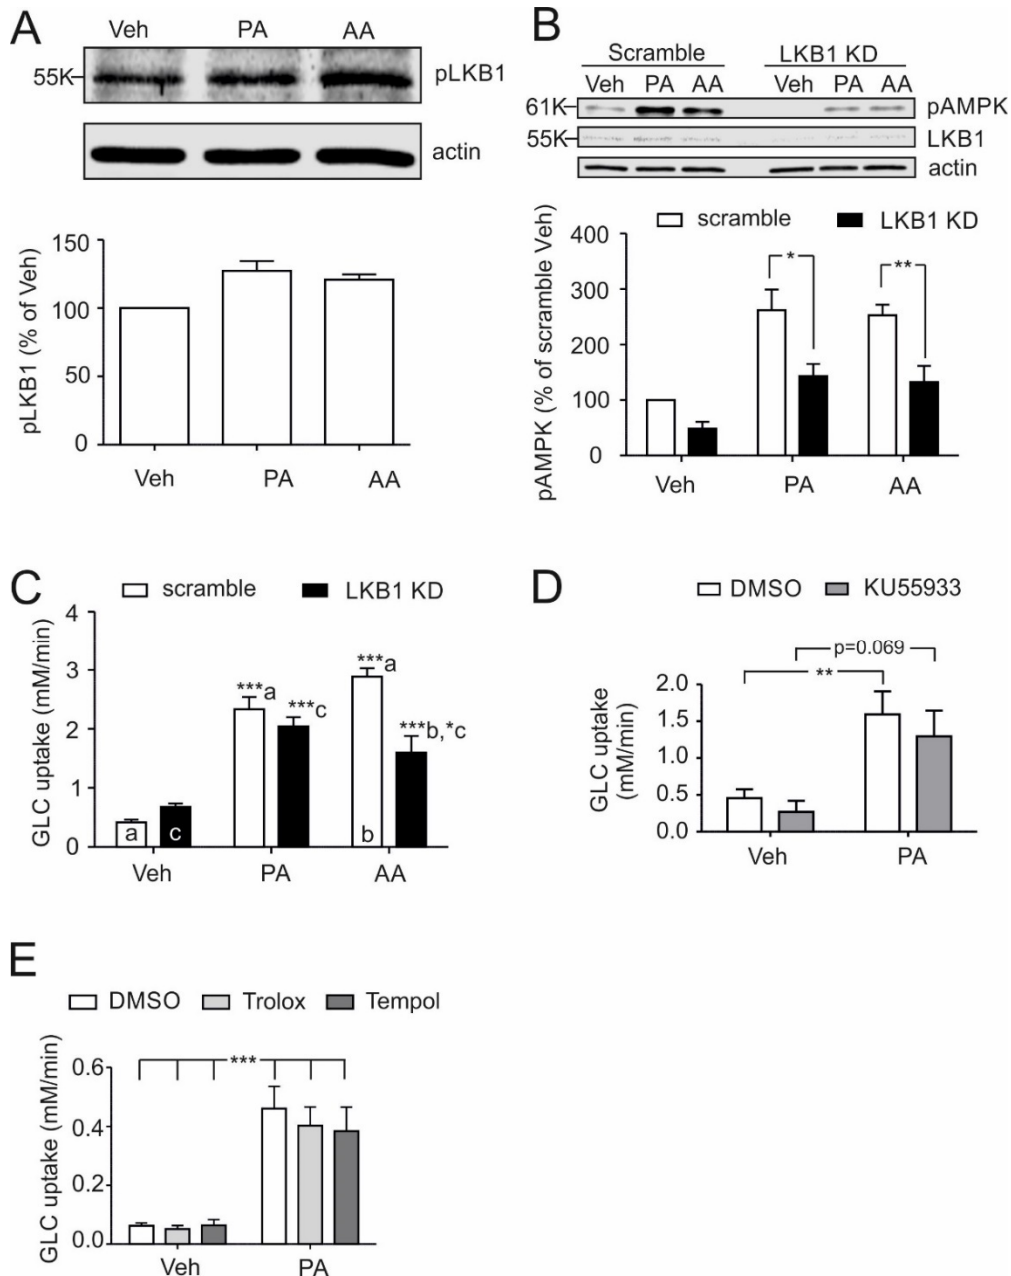 A
Veh PA AA
55K pLKB1
actin
150
100
50
0
pLKB1 (% of Veh)
Veh PA AA
B
Scramble LKB1 KD
Veh PA AA Veh PA AA
61K pAMPK
55K LKB1
actin
scramble LKB1 KD
400
300
200
100
0
pAMPK (% of scramble Veh)
* **
Veh PA AA
C
scramble LKB1 KD
4
3
2
1
0
GLC uptake (mM/min)
***a ***c ***a ***b,*c
a c b
Veh PA AA
D
DMSO KU55933
p=0.069
**
2.0
1.5
1.0
0.5
0.0
GLC uptake
(mM/min)
Veh PA
E
DMSO Trolox Tempol
***
0.6
0.4
0.2
0.0
GLC uptake (mM/min)
Veh PA